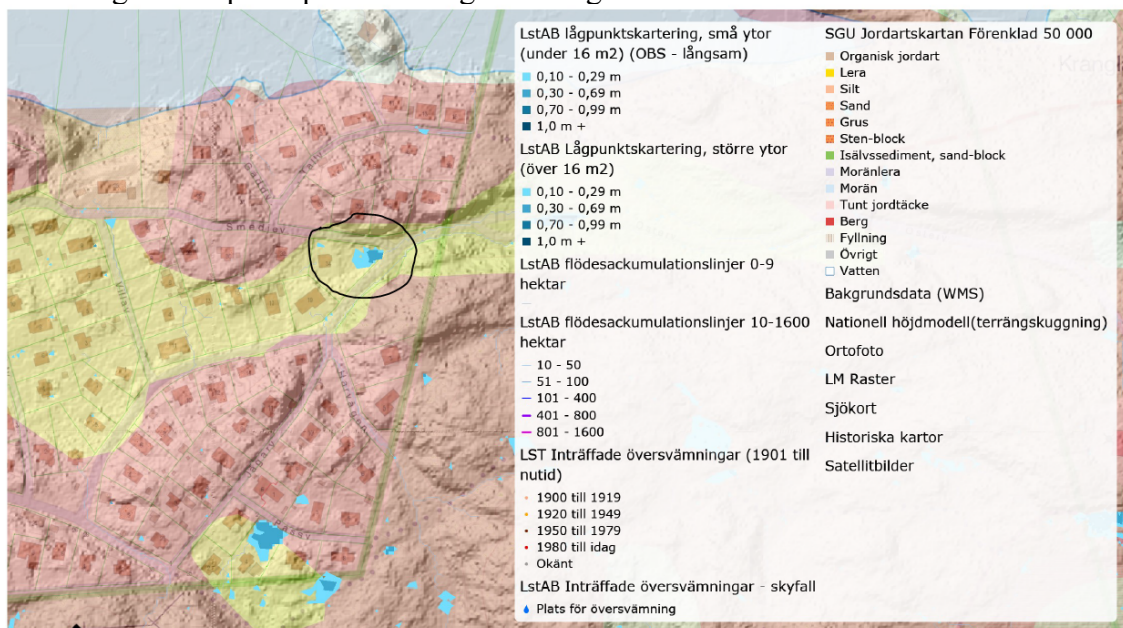 LstAB lågpunktskartering, små ytor
(under 16 m2) (OBS - långsam)
0,10 - 0,29 m
0,30 - 0,69 m
0,70 - 0,99 m
1,0 m +
LstAB Lågpunktskartering, större ytor
(över 16 m2)
0,10 - 0,29 m
0,30 - 0,69 m
0,70 - 0,99 m
1,0 m +
LstAB flödesackumulationslinjer 0-9
hektar
LstAB flödesackumulationslinjer 10-1600
hektar
10 - 50
51 - 100
101 - 400
401 - 800
801 - 1600
LST Inträffade översvämningar (1901 till
nutid)
1900 till 1919
1920 till 1949
1950 till 1979
1980 till idag
Okänt
LstAB Inträffade översvämningar - skyfall
Plats för översvämning
SGU Jordartskartan Förenklad 50 000
Organisk jordart
Lera
Silt
Sand
Grus
Sten-block
Isälvssediment, sand-block
Moränlera
Morän
Tunt jordtäcke
Berg
Fyllning
Övrigt
Vatten
Bakgrundsdata (WMS)
Nationell höjdmodell(terrängskuggning)
Ortofoto
LM Raster
Sjökort
Historiska kartor
Satellitbilder
Smedjev
Villav